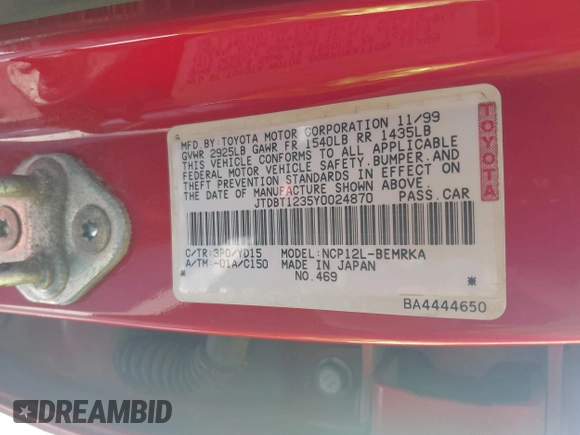 MFD.BY:TOYOTA MOTOR CORPORATION 11/99
GVWR 2925LB GAWR FR 1540LB RR 1435LB
THIS VEHICLE CONFORMS TO ALL APPLICABLE
FEDERAL MOTOR VEHICLE SAFETY,BUMPER,AND
THEFT PREVENTION STANDARDS IN EFFECT ON
THE DATE OF MANUFACTURE SHOWN ABOVE.
JTDBT1235Y0024870 PASS.CAR
TOYOTA
C/TR:3P0/YD15 MODEL:NCP12L-BEMRKA
A/TM:-01A/C150 MADE IN JAPAN
NO.469
BA4444650
DREAMBID